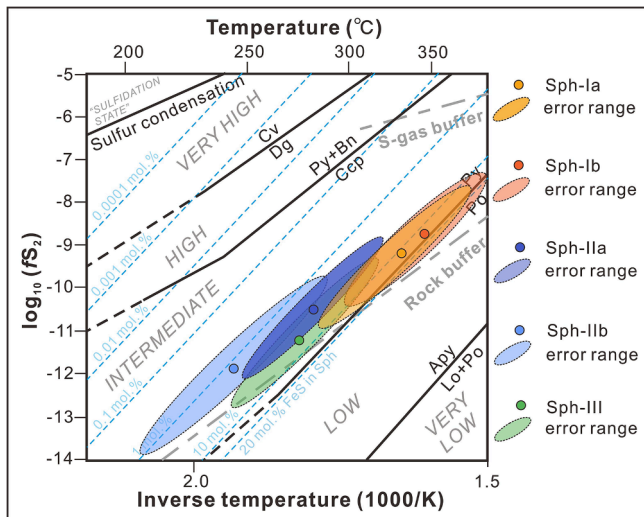 Temperature (°C)
200
250
300
350
-5
-6
-7
-8
-9
-10
-11
-12
-13
-14
log₁₀ (fS₂)
"SULFIDATION
STATE"
Sulfur condensation
VERY HIGH
Cv
Dg
Py+Bn
Ccp
S-gas buffer
HIGH
INTERMEDIATE
Py
Po
Rock buffer
LOW
Apy
Lo+Po
VERY
LOW
0.0001 mol.%
0.001 mol.%
0.01 mol.%
0.1 mol.%
10 mol.%
20 mol.% FeS in Sph
2.0
1.5
Inverse temperature (1000/K)
Sph-Ia
error range
Sph-Ib
error range
Sph-IIa
error range
Sph-IIb
error range
Sph-III
error range